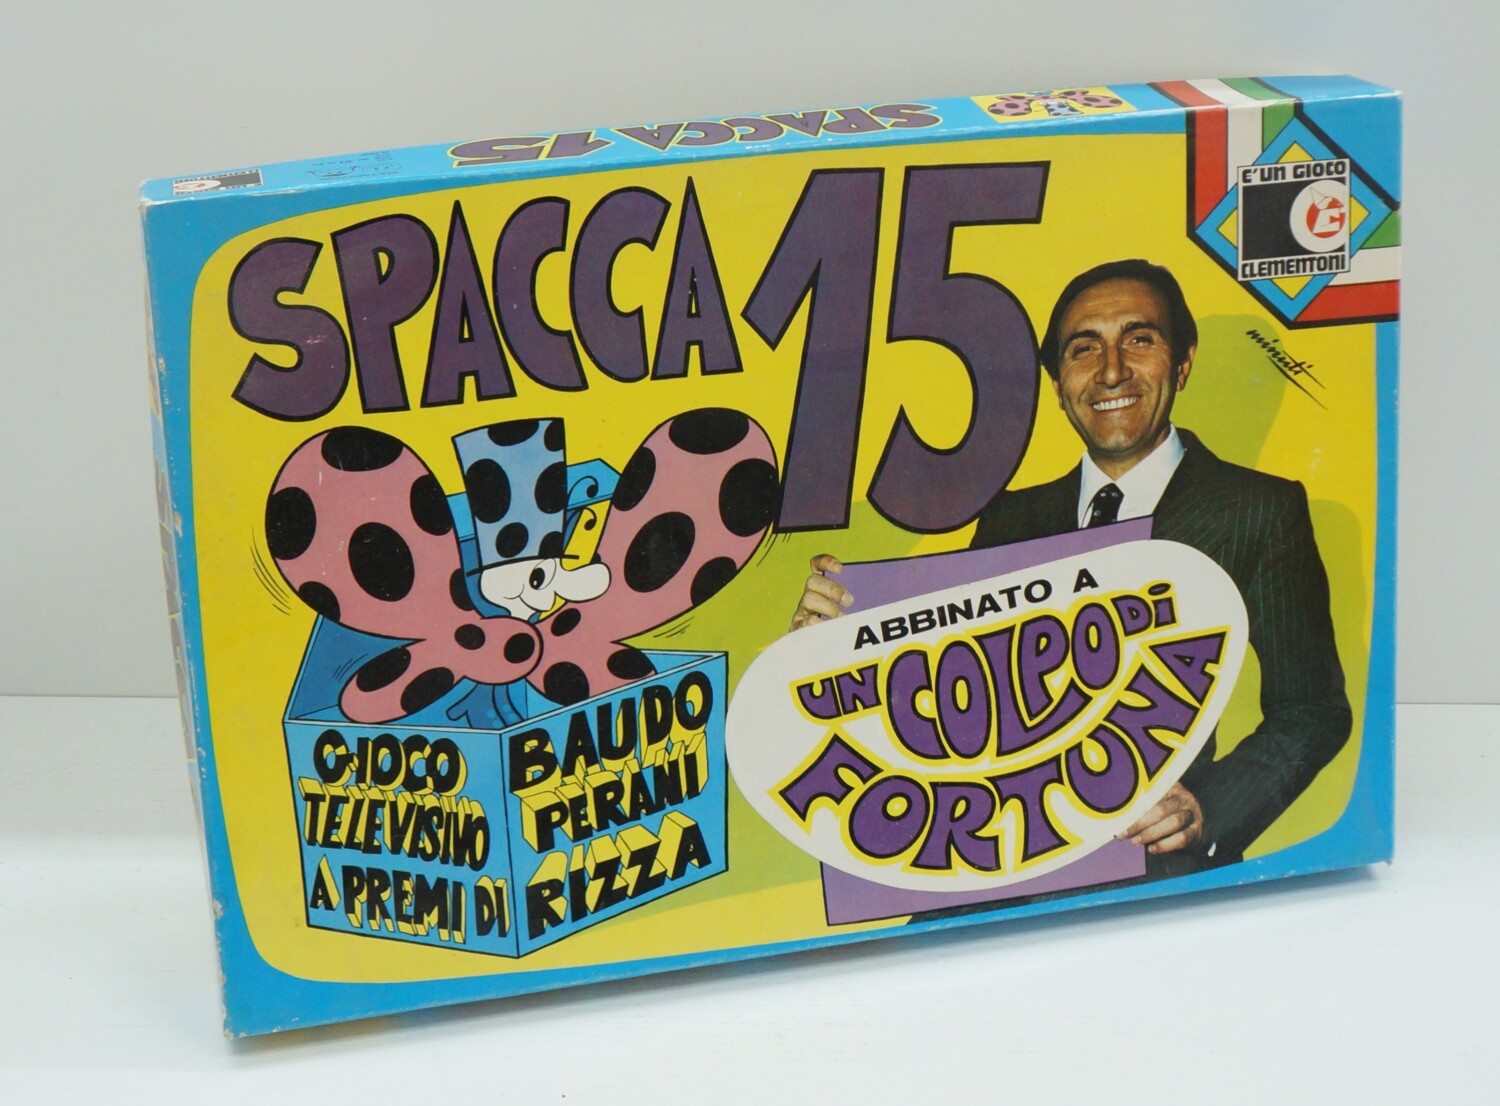 SPACCA 15
SPACCA 15
E' UN GIOCO
CLEMENTONI
minuti
ABBINATO A
UN COLPO DI
FORTUNA
GIOCO
TELEVISIVO
A PREMI DI
BAUDO
PERANI
RIZZA